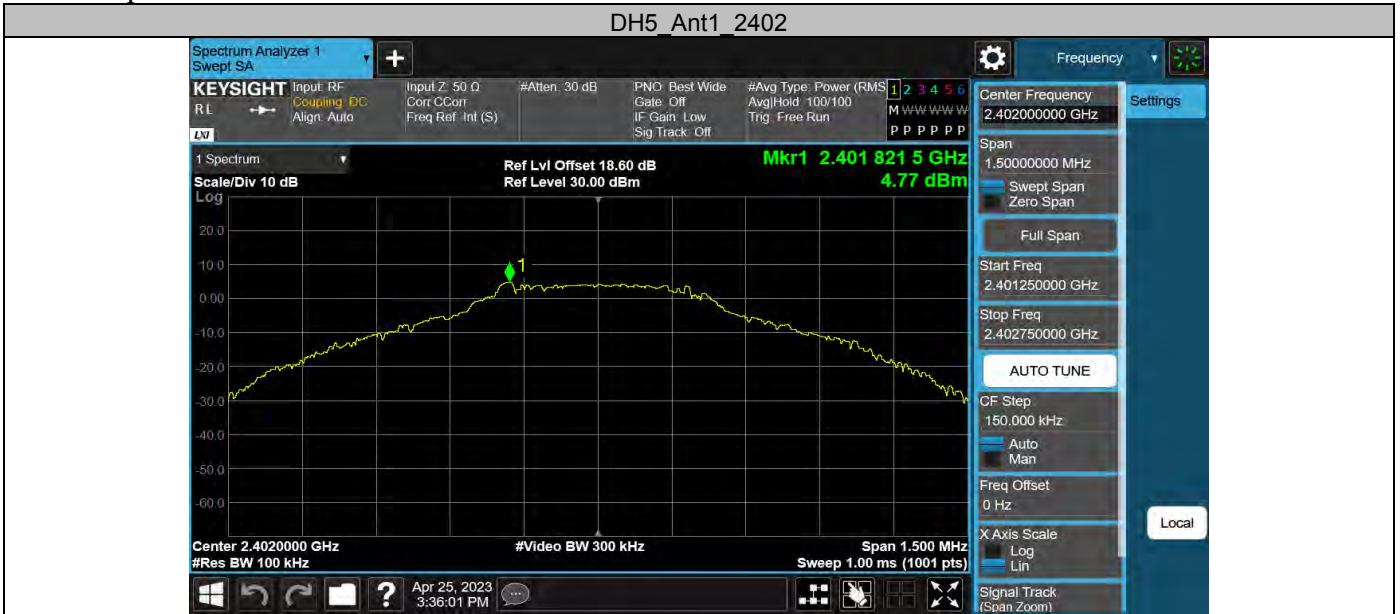 DH5_Ant1_2402
Spectrum Analyzer 1
Swept SA
Frequency
KEYSIGHT
RL
LXI
Input: RF
Coupling: DC
Align: Auto
Input Z: 50 Ω
Corr CCorr
Freq Ref: Int (S)
#Atten: 30 dB
PNO: Best Wide
Gate: Off
IF Gain: Low
Sig Track: Off
#Avg Type: Power (RMS
Avg|Hold: 100/100
Trig: Free Run
1 2 3 4 5 6
M W W W W W
P P P P P P
1 Spectrum
Scale/Div 10 dB
Ref Lvl Offset 18.60 dB
Ref Level 30.00 dBm
Mkr1 2.401 821 5 GHz
4.77 dBm
Log
20.0
10.0
0.00
-10.0
-20.0
-30.0
-40.0
-50.0
-60.0
1
Center 2.4020000 GHz
#Res BW 100 kHz
#Video BW 300 kHz
Span 1.500 MHz
Sweep 1.00 ms (1001 pts)
Center Frequency
2.402000000 GHz
Span
1.50000000 MHz
Swept Span
Zero Span
Full Span
Start Freq
2.401250000 GHz
Stop Freq
2.402750000 GHz
AUTO TUNE
CF Step
150.000 kHz
Auto
Man
Freq Offset
0 Hz
X Axis Scale
Log
Lin
Signal Track
(Span Zoom)
Settings
Local
?
Apr 25, 2023
3:36:01 PM